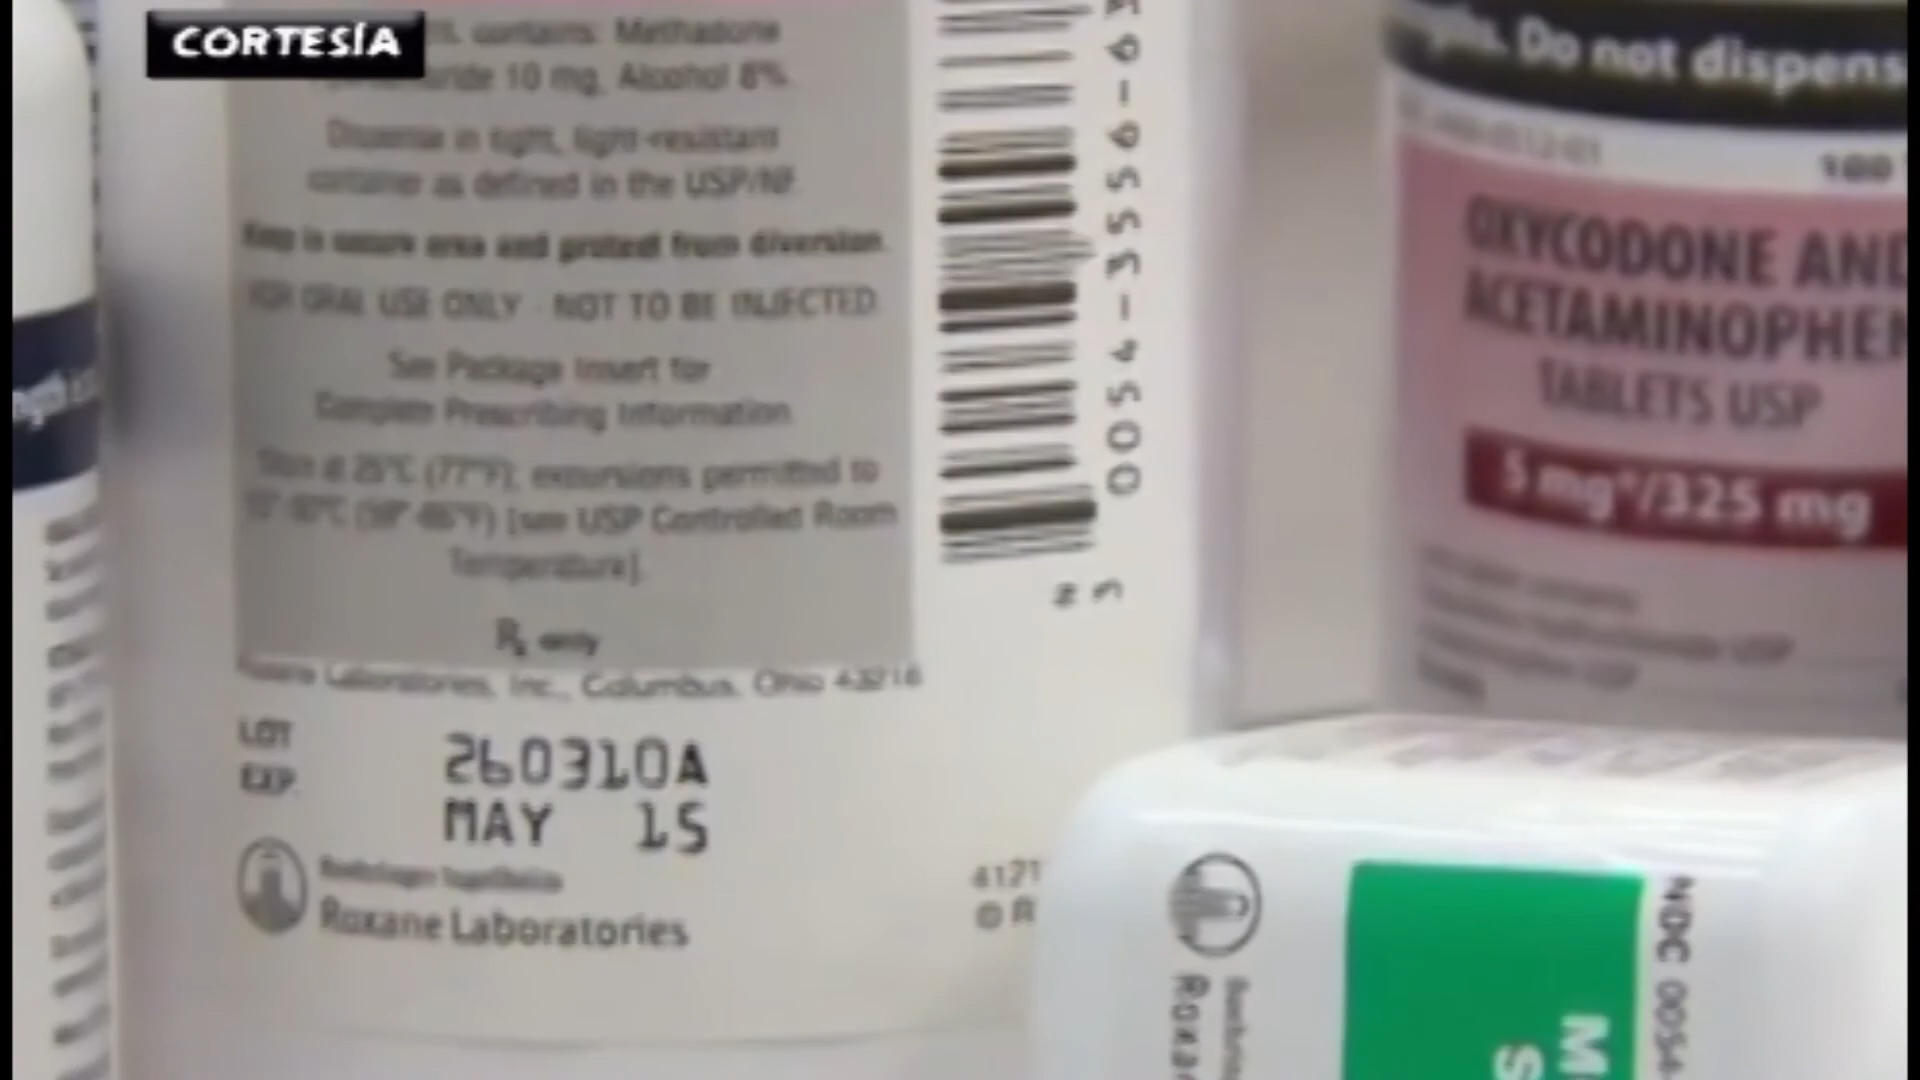 CORTESÍA
contains: Methadone
10 mg, Alcohol 8%
Dispense in tight, light-resistant
container as defined in the USP/NF
Keep in secure area and protect from diversion.
FOR ORAL USE ONLY - NOT TO BE INJECTED
See Package Insert for
Complete Prescribing Information
Store at 25°C (77°F); excursions permitted to
[see USP Controlled Room
Temperature].
Rx only
Roxane Laboratories, Inc., Columbus, Ohio 43216
LOT 260310A
EXP. MAY 15
Roxane Laboratories
4121
© R
0054-3556-63
Do not dispens
100
OXYCODONE AND
ACETAMINOPHEN
TABLETS USP
5 mg*/325 mg
Roxa
NDC 0054-
M
S